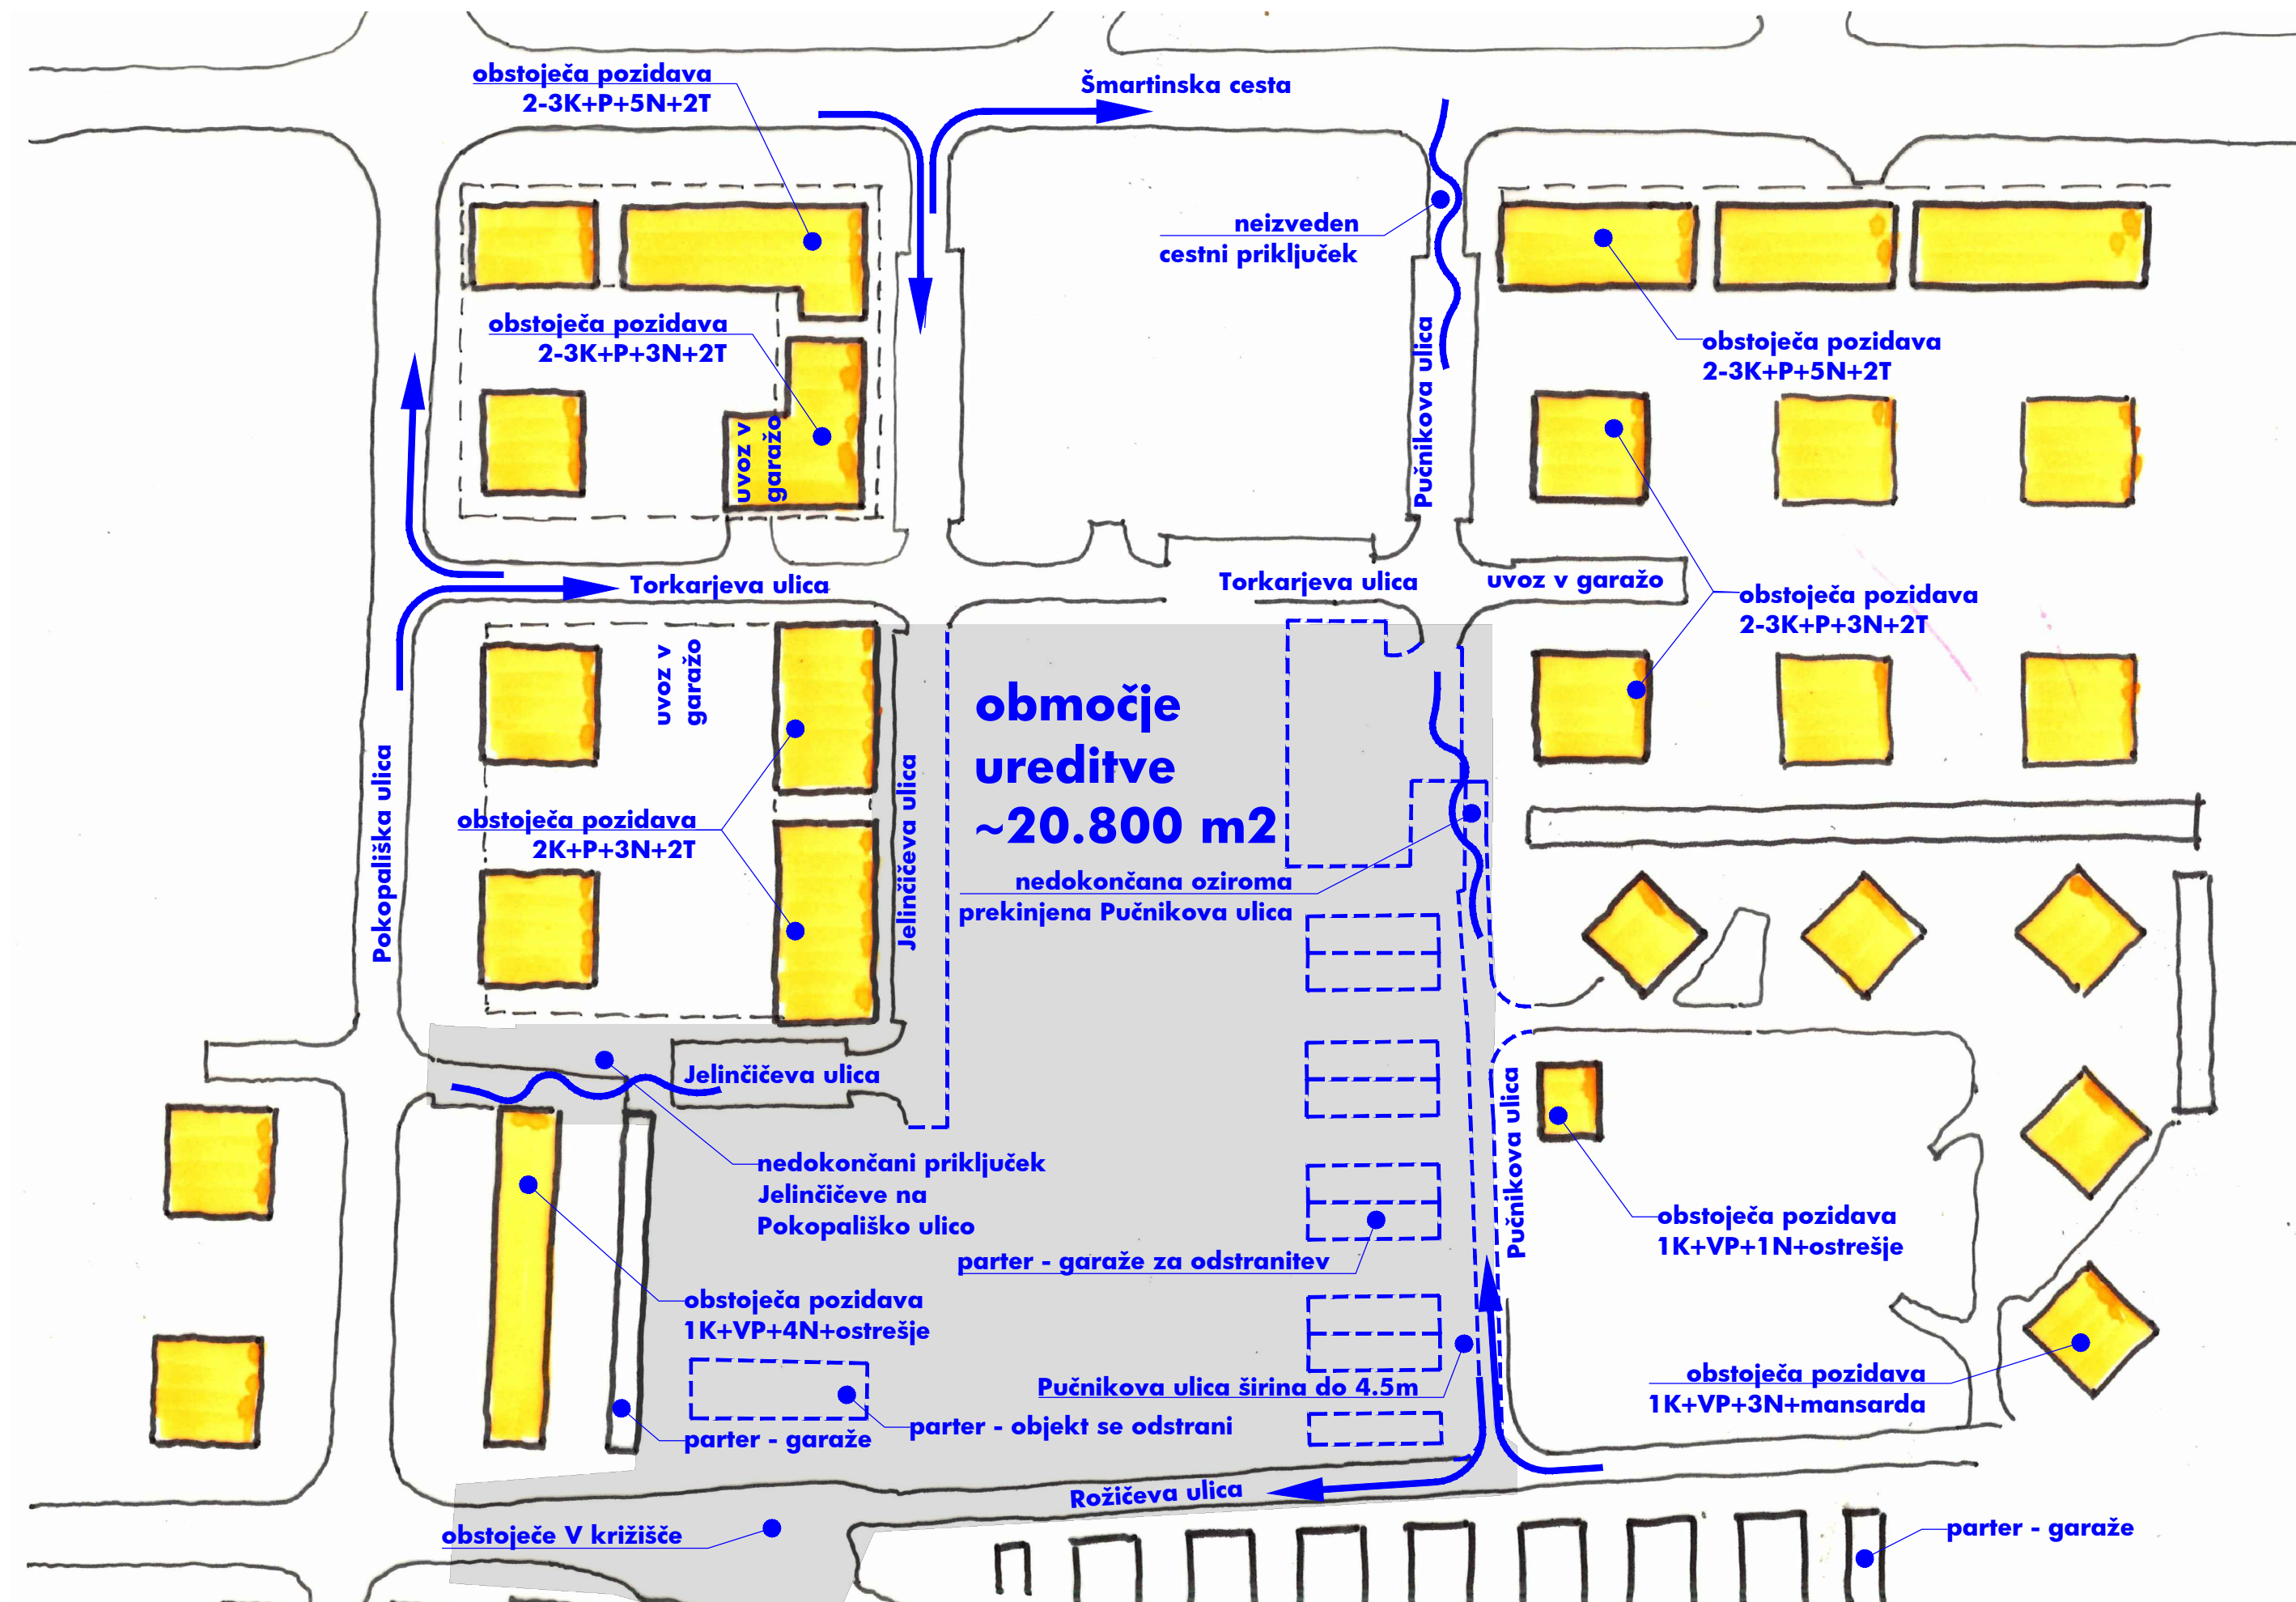 obstoječa pozidava
2-3K+P+5N+2T
Šmartinska cesta
neizveden
cestni priključek
obstoječa pozidava
2-3K+P+3N+2T
uvoz v
garažo
Pučnikova ulica
obstoječa pozidava
2-3K+P+5N+2T
Torkarjeva ulica
Torkarjeva ulica
uvoz v garažo
obstoječa pozidava
2-3K+P+3N+2T
uvoz v
garažo
območje
ureditve
~20.800 m2
Pokopališka ulica
obstoječa pozidava
2K+P+3N+2T
Jelinčičeva ulica
nedokončana oziroma
prekinjena Pučnikova ulica
Jelinčičeva ulica
Pučnikova ulica
nedokončani priključek
Jelinčičeve na
Pokopališko ulico
obstoječa pozidava
1K+VP+1N+ostrešje
parter - garaže za odstranitev
obstoječa pozidava
1K+VP+4N+ostrešje
Pučnikova ulica širina do 4.5m
obstoječa pozidava
1K+VP+3N+mansarda
parter - objekt se odstrani
parter - garaže
Rožičeva ulica
obstoječe V križišče
parter - garaže